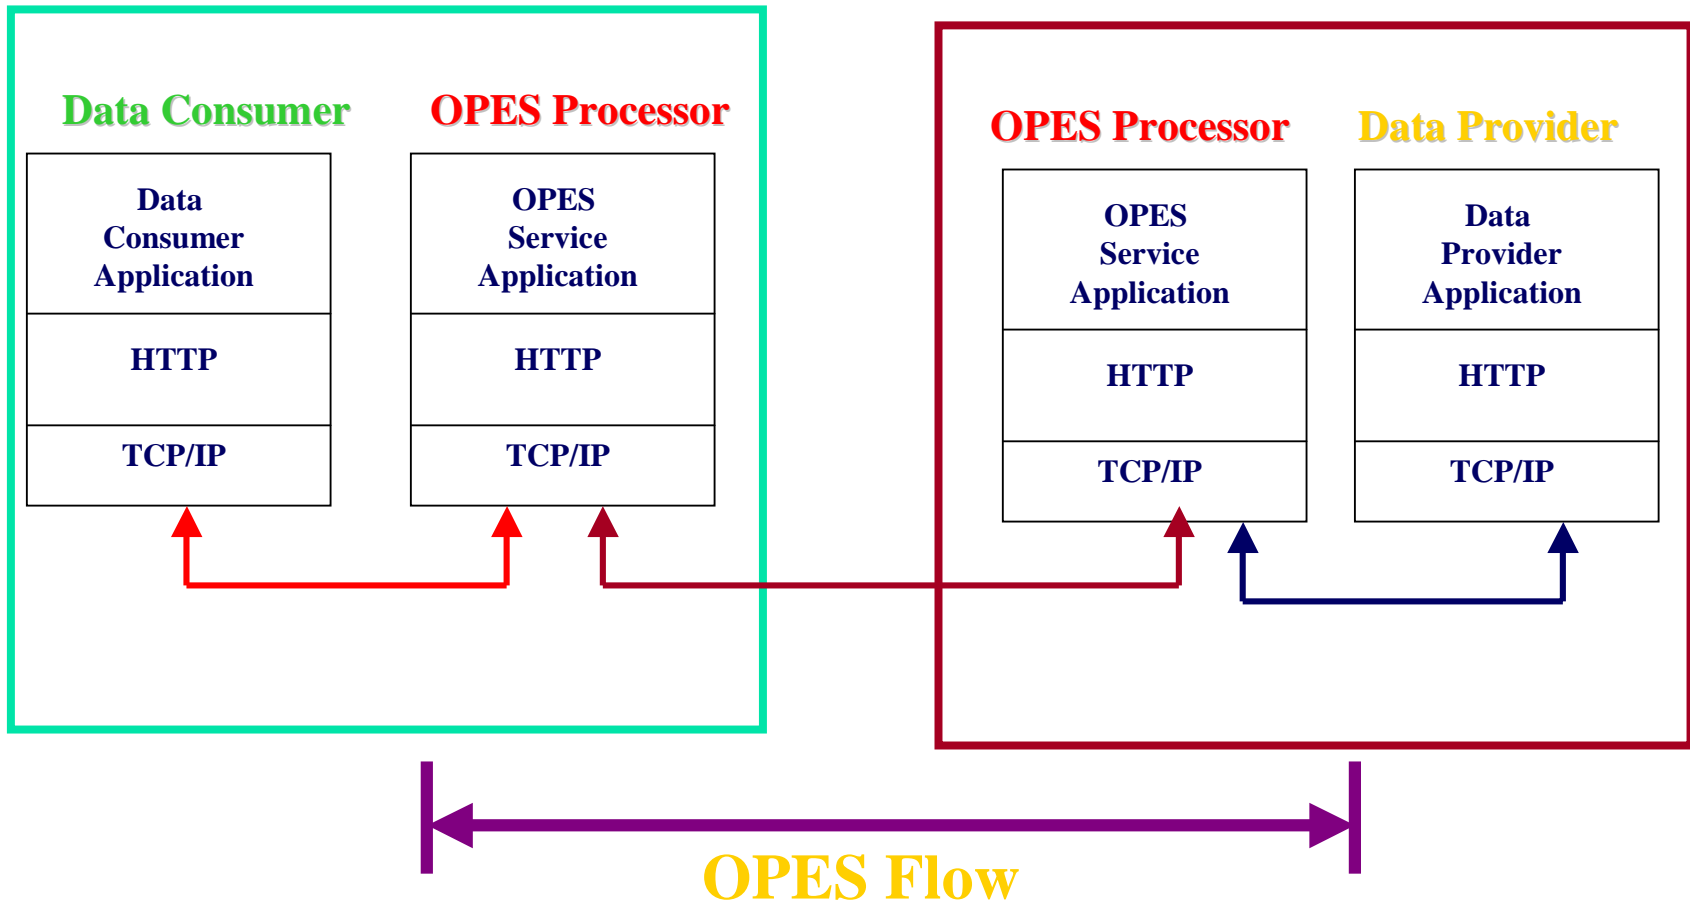 Data Consumer
OPES Processor
OPES Processor
Data Provider
Data
Consumer
Application
HTTP
TCP/IP
OPES
Service
Application
HTTP
TCP/IP
OPES
Service
Application
HTTP
TCP/IP
Data
Provider
Application
HTTP
TCP/IP
OPES Flow